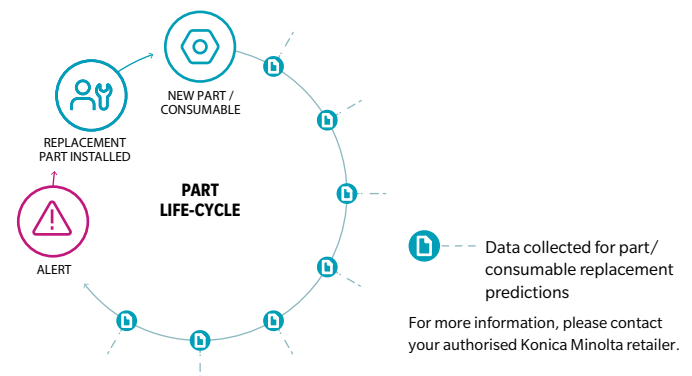 NEW PART /
CONSUMABLE
REPLACEMENT
PART INSTALLED
PART
LIFE-CYCLE
ALERT
Data collected for part/
consumable replacement
predictions
For more information, please contact
your authorised Konica Minolta retailer.